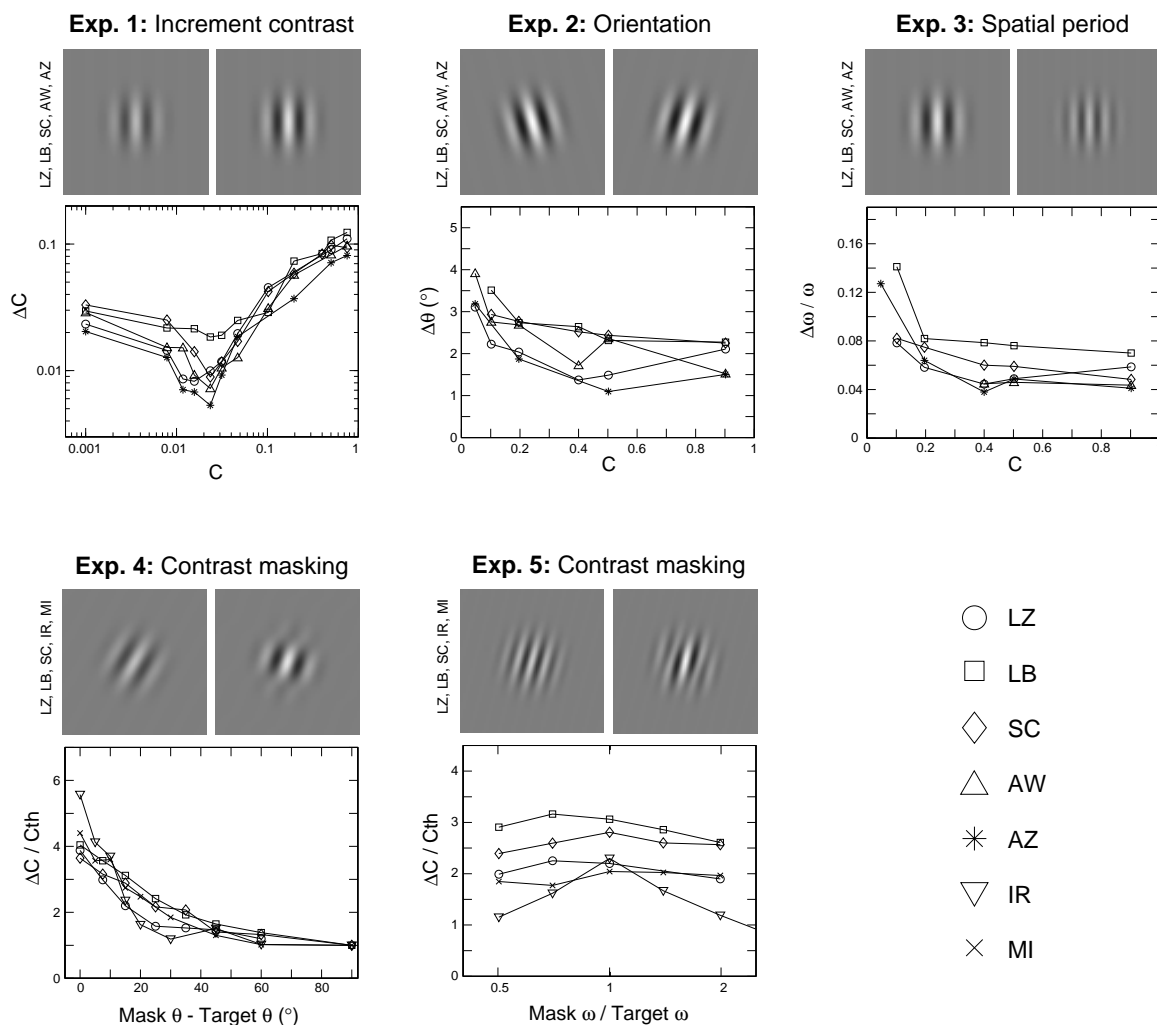 Exp. 1: Increment contrast
LZ, LB, SC, AW, AZ
ΔC
0.1
0.01
0.001
0.01
0.1
1
C
Exp. 2: Orientation
LZ, LB, SC, AW, AZ
Δθ (°)
5
4
3
2
1
0
0
0.2
0.4
0.6
0.8
1
C
Exp. 3: Spatial period
LZ, LB, SC, AW, AZ
Δω / ω
0.16
0.12
0.08
0.04
0
0
0.2
0.4
0.6
0.8
C
Exp. 4: Contrast masking
LZ, LB, SC, IR, MI
ΔC / Cth
6
4
2
0
0
20
40
60
80
Mask θ - Target θ (°)
Exp. 5: Contrast masking
LZ, LB, SC, IR, MI
ΔC / Cth
4
3
2
1
0
0.5
1
2
Mask ω / Target ω
LZ
LB
SC
AW
AZ
IR
MI